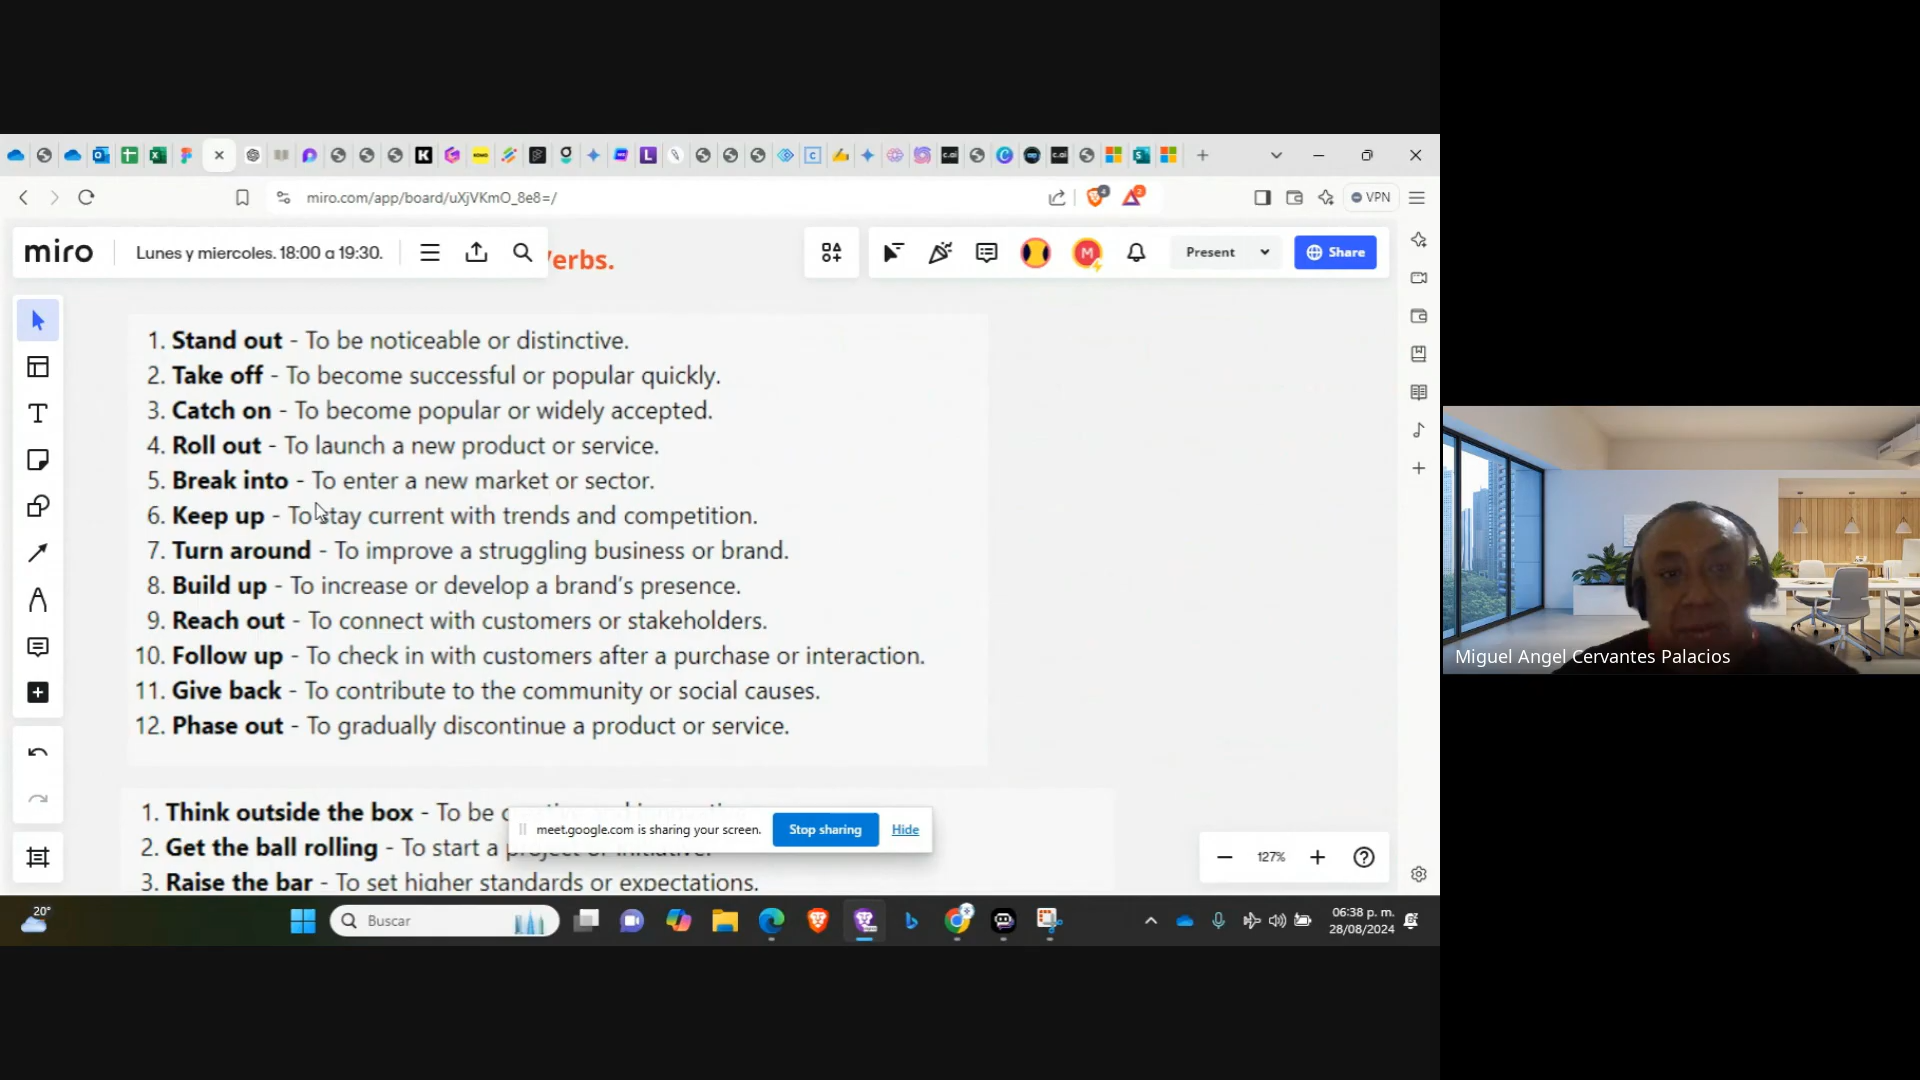 miro.com/app/board/uXjVKmO_8e8=/
VPN
miro
Lunes y miercoles. 18:00 a 19:30.
erbs.
Present
Share
1. Stand out - To be noticeable or distinctive.
2. Take off - To become successful or popular quickly.
3. Catch on - To become popular or widely accepted.
4. Roll out - To launch a new product or service.
5. Break into - To enter a new market or sector.
6. Keep up - To stay current with trends and competition.
7. Turn around - To improve a struggling business or brand.
8. Build up - To increase or develop a brand's presence.
9. Reach out - To connect with customers or stakeholders.
10. Follow up - To check in with customers after a purchase or interaction.
11. Give back - To contribute to the community or social causes.
12. Phase out - To gradually discontinue a product or service.
1. Think outside the box - To be
2. Get the ball rolling - To start a
3. Raise the bar - To set higher standards or expectations.
meet.google.com is sharing your screen.
Stop sharing
Hide
127%
Miguel Angel Cervantes Palacios
20°
Buscar
06:38 p. m.
28/08/2024